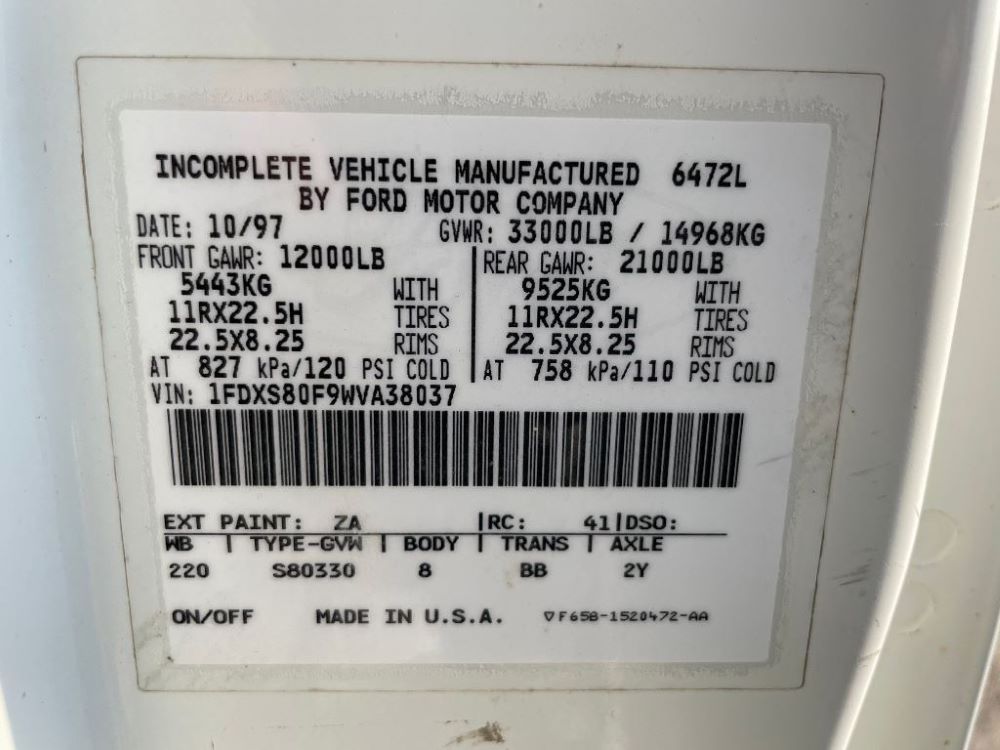 INCOMPLETE VEHICLE MANUFACTURED 6472L
BY FORD MOTOR COMPANY
DATE: 10/97 GVWR: 33000LB / 14968KG
FRONT GAWR: 12000LB REAR GAWR: 21000LB
5443KG WITH 9525KG WITH
11RX22.5H TIRES 11RX22.5H TIRES
22.5X8.25 RIMS 22.5X8.25 RIMS
AT 827 kPa/120 PSI COLD AT 758 kPa/110 PSI COLD
VIN: 1FDXS80F9WVA38037
EXT PAINT: ZA RC: 41 DSO:
WB TYPE-GVW BODY TRANS AXLE
220 S80330 8 BB 2Y
ON/OFF MADE IN U.S.A. ▽F65B-1520472-AA